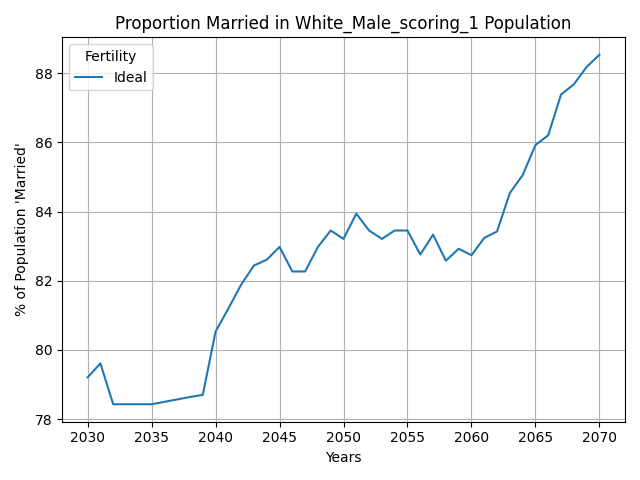 Proportion Married in White_Male_scoring_1 Population
Fertility
Ideal
88
86
84
82
80
78
% of Population 'Married'
2030 2035 2040 2045 2050 2055 2060 2065 2070
Years